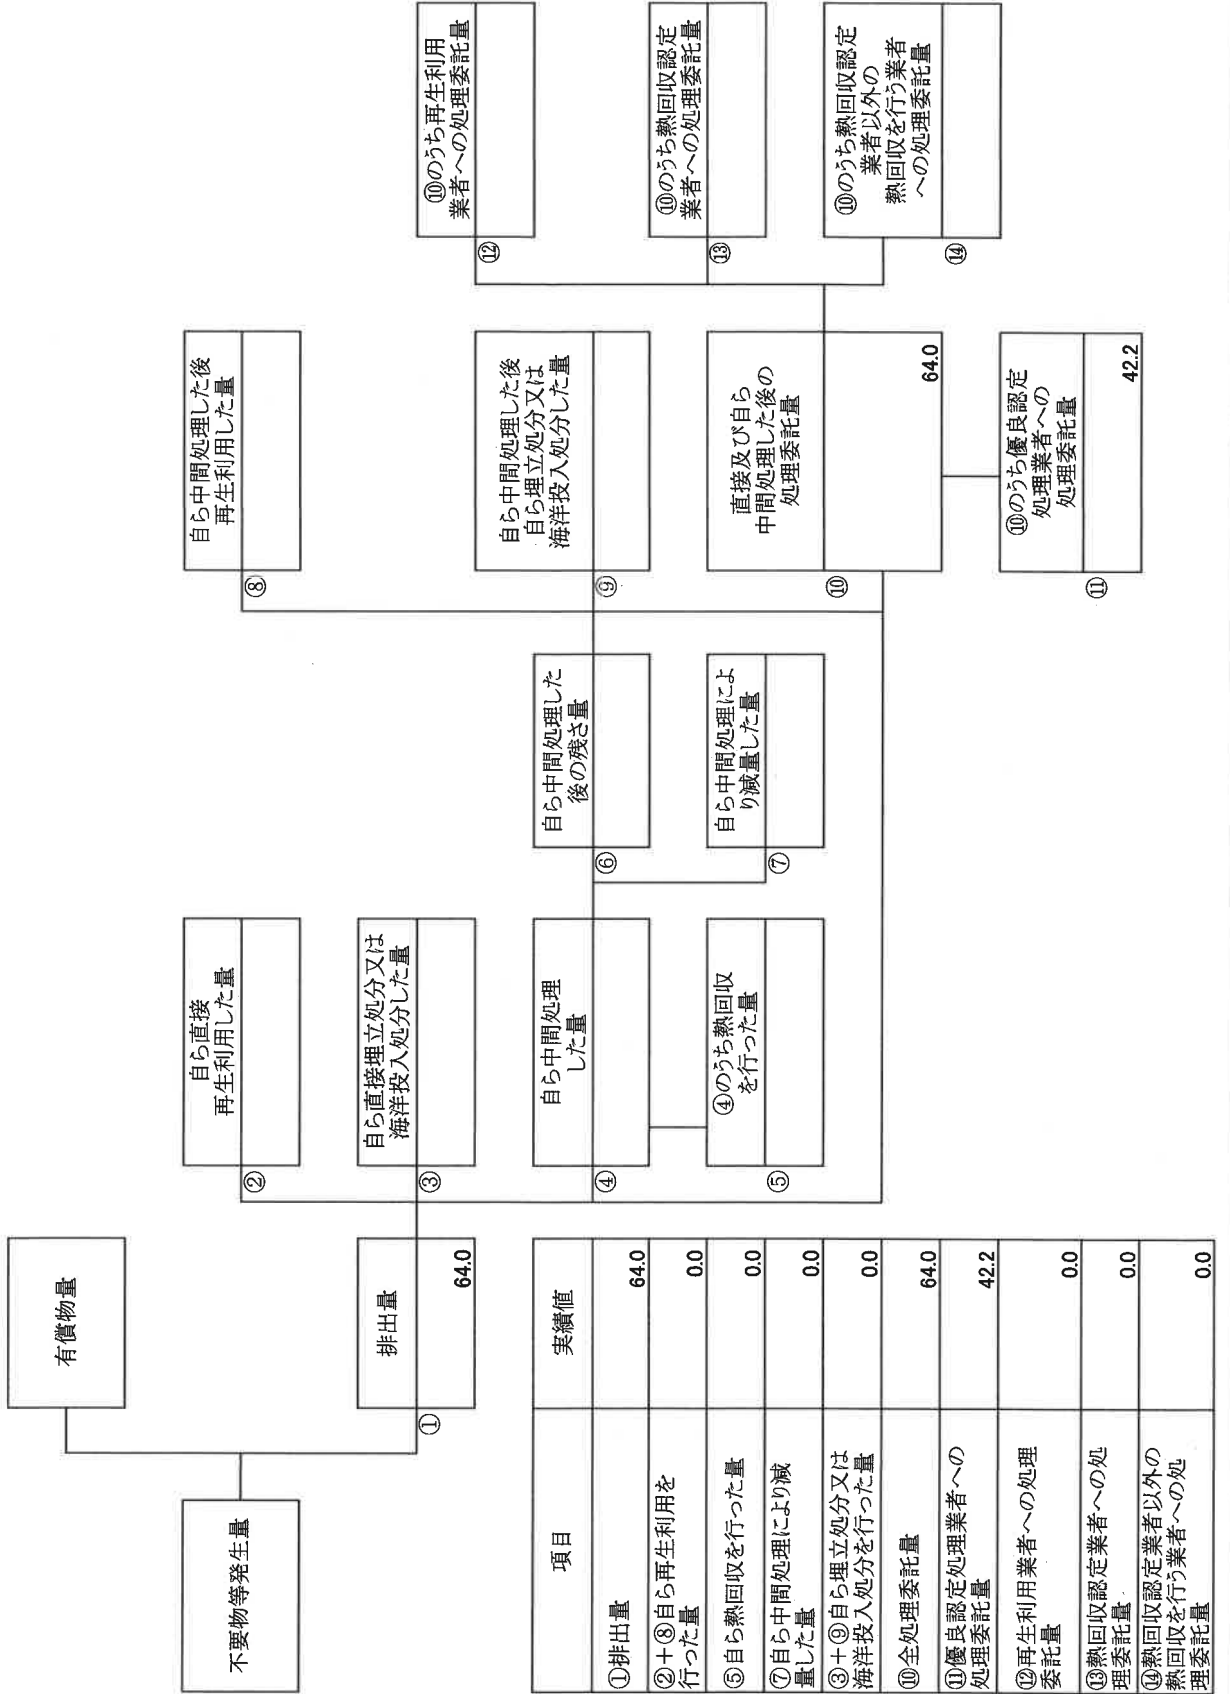 不要物等発生量
有償物量
①
排出量
64.0
②
自ら直接
再生利用した量
③
自ら直接埋立処分又は
海洋投入処分した量
④
自ら中間処理
した量
⑤
④のうち熱回収
を行った量
⑥
自ら中間処理した
後の残さ量
⑦
自ら中間処理によ
り減量した量
⑧
自ら中間処理した後
再生利用した量
⑨
自ら中間処理した後
自ら埋立処分又は
海洋投入処分した量
⑩
直接及び自ら
中間処理した後の
処理委託量
64.0
⑪
⑩のうち優良認定
処理業者への
処理委託量
42.2
⑫
⑩のうち再生利用
業者への処理委託量
⑬
⑩のうち熱回収認定
業者への処理委託量
⑭
⑩のうち熱回収認定
業者以外の
熱回収を行う業者
への処理委託量
項目 実績値
①排出量 64.0
②+⑧自ら再生利用を
行った量 0.0
⑤自ら熱回収を行った量 0.0
⑦自ら中間処理により減
量した量 0.0
③+⑨自ら埋立処分又は
海洋投入処分を行った量 0.0
⑩全処理委託量 64.0
⑪優良認定処理業者への
処理委託量 42.2
⑫再生利用業者への処理
委託量 0.0
⑬熱回収認定業者への処
理委託量 0.0
⑭熱回収認定業者以外の
熱回収を行う業者への処
理委託量 0.0